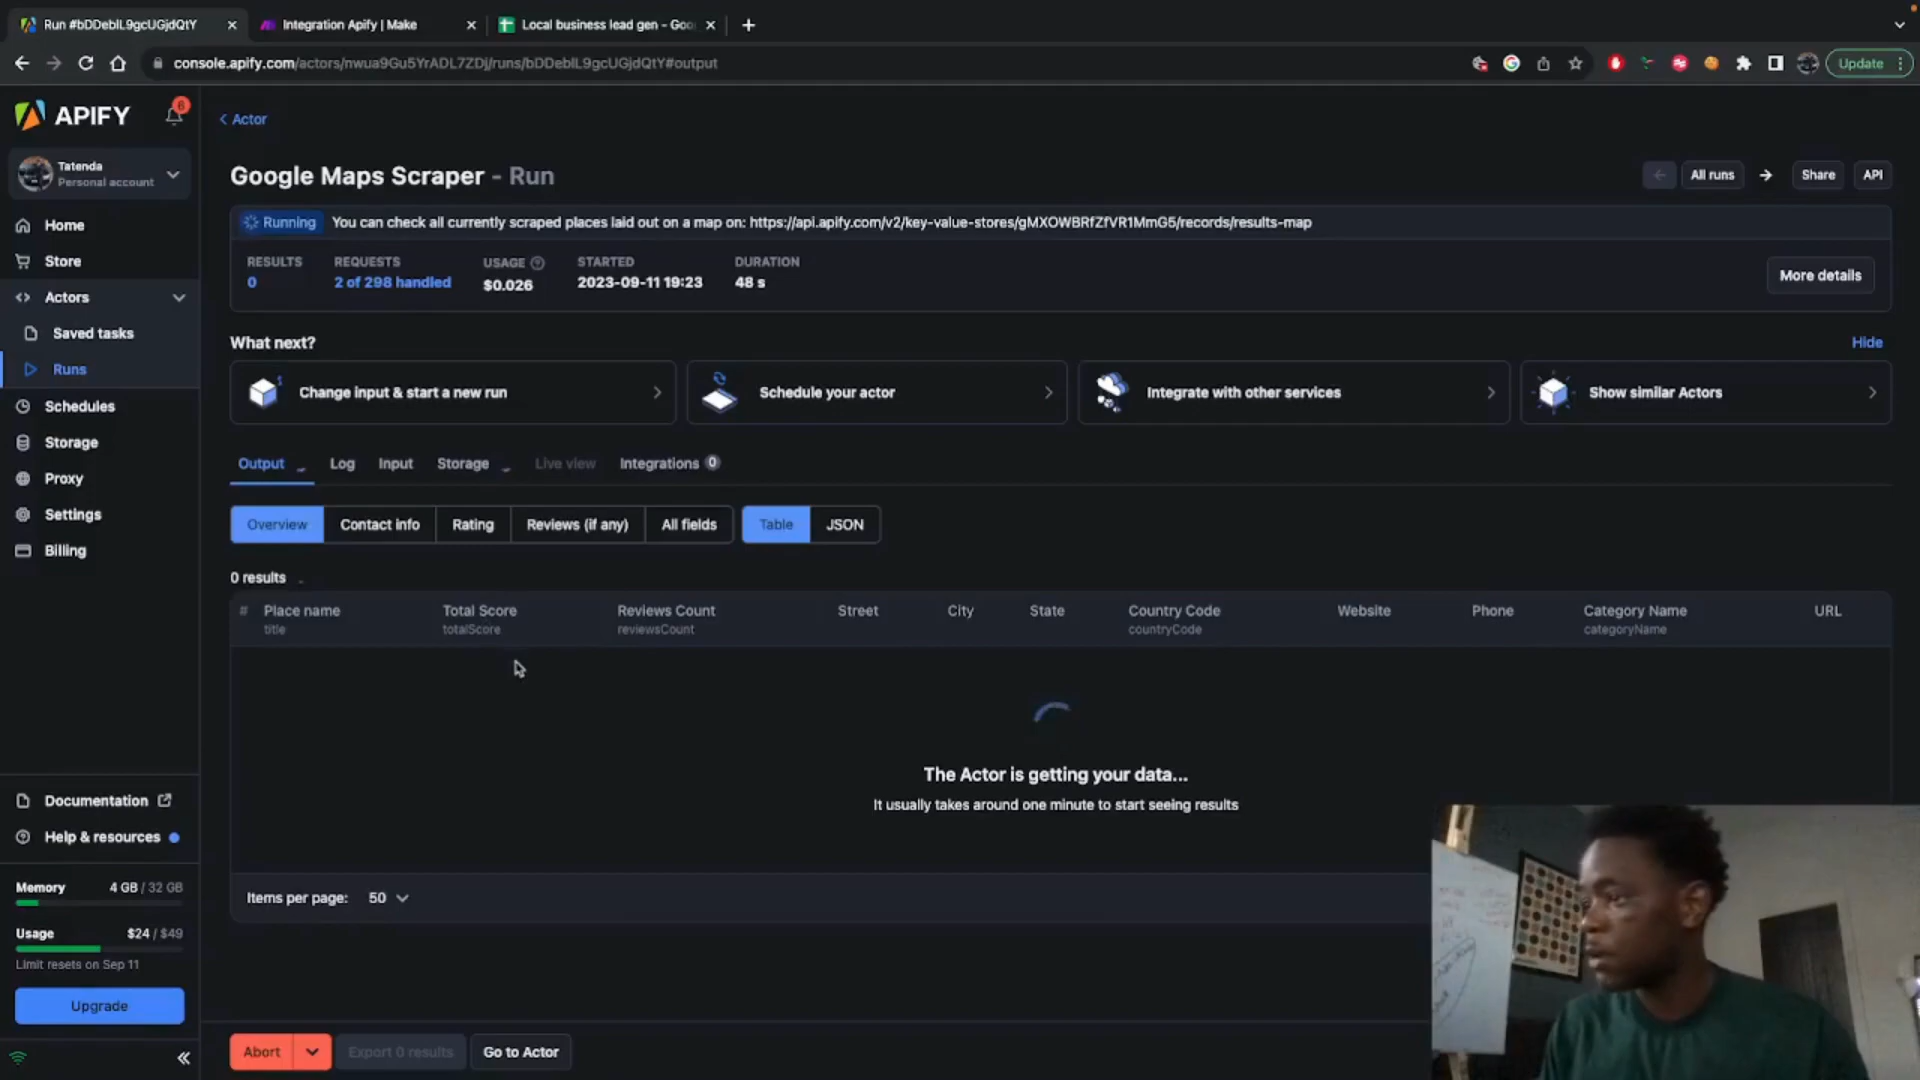 Run #bDDebIL9gcUGjdQtY
Integration Apify | Make
Local business lead gen - Goo
console.apify.com/actors/nwua9Gu5YrADL7ZDj/runs/bDDebIL9gcUGjdQtY#output
Update
APIFY
6
Tatenda
Personal account
Home
Store
Actors
Saved tasks
Runs
Schedules
Storage
Proxy
Settings
Billing
Documentation
Help & resources
Memory 4 GB / 32 GB
Usage $24 / $49
Limit resets on Sep 11
Upgrade
Actor
Google Maps Scraper - Run
All runs
Share
API
Running You can check all currently scraped places laid out on a map on: https://api.apify.com/v2/key-value-stores/gMXOWBRfZfVR1MmG5/records/results-map
RESULTS REQUESTS USAGE STARTED DURATION
0 2 of 298 handled $0.026 2023-09-11 19:23 48 s
More details
What next? Hide
Change input & start a new run
Schedule your actor
Integrate with other services
Show similar Actors
Output Log Input Storage Live view Integrations 0
Overview Contact info Rating Reviews (if any) All fields Table JSON
0 results
# Place name Total Score Reviews Count Street City State Country Code Website Phone Category Name URL
title totalScore reviewsCount countryCode categoryName
The Actor is getting your data...
It usually takes around one minute to start seeing results
Items per page: 50
Abort Export 0 results Go to Actor